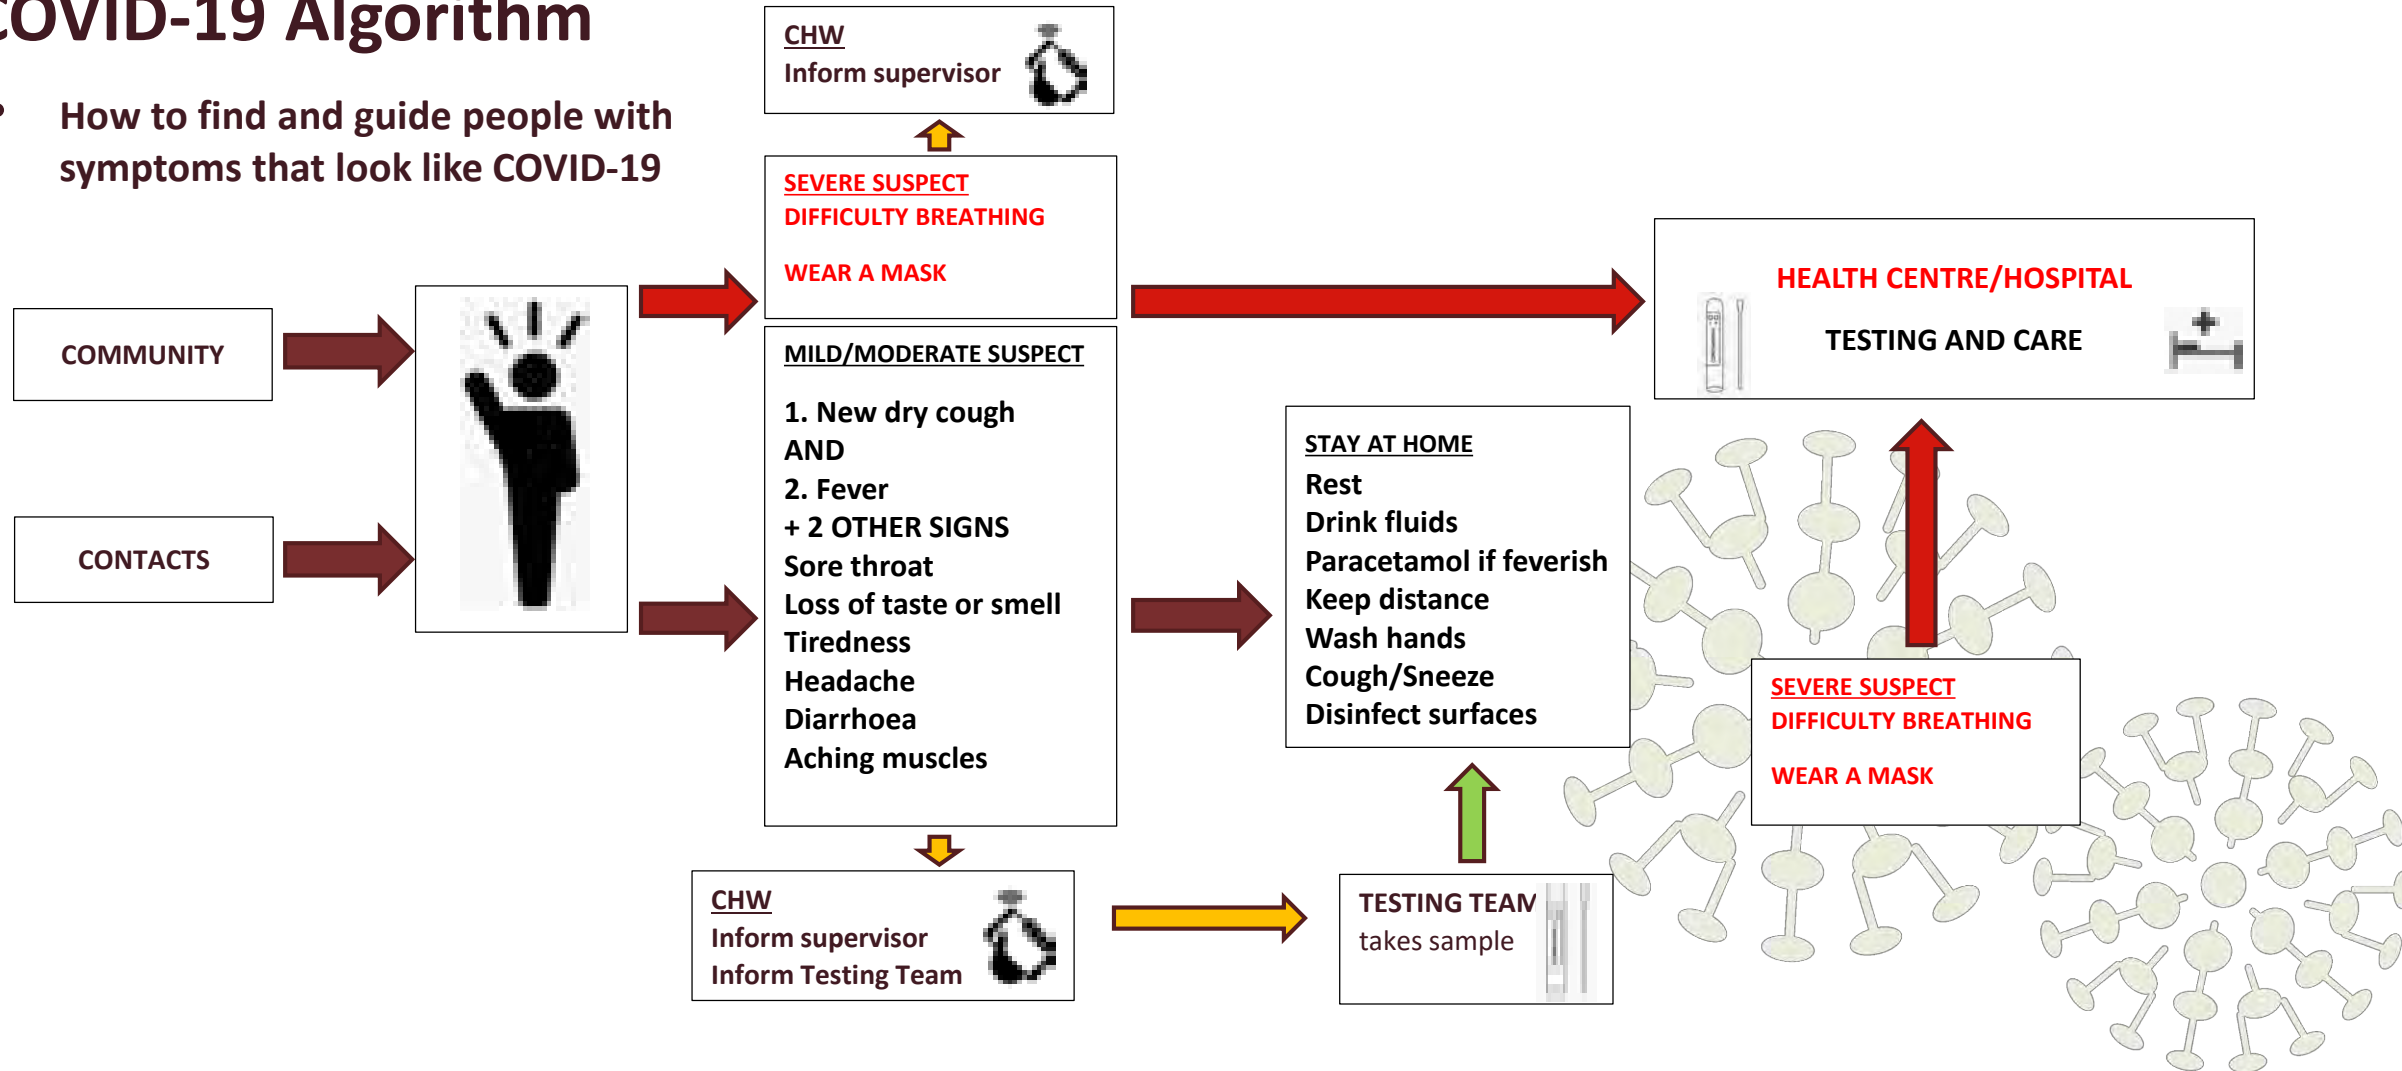 COVID-19 Algorithm
• How to find and guide people with
symptoms that look like COVID-19
CHW
Inform supervisor
SEVERE SUSPECT
DIFFICULTY BREATHING
WEAR A MASK
COMMUNITY
CONTACTS
MILD/MODERATE SUSPECT
1. New dry cough
AND
2. Fever
+ 2 OTHER SIGNS
Sore throat
Loss of taste or smell
Tiredness
Headache
Diarrhoea
Aching muscles
CHW
Inform supervisor
Inform Testing Team
STAY AT HOME
Rest
Drink fluids
Paracetamol if feverish
Keep distance
Wash hands
Cough/Sneeze
Disinfect surfaces
TESTING TEAM
takes sample
HEALTH CENTRE/HOSPITAL
TESTING AND CARE
SEVERE SUSPECT
DIFFICULTY BREATHING
WEAR A MASK